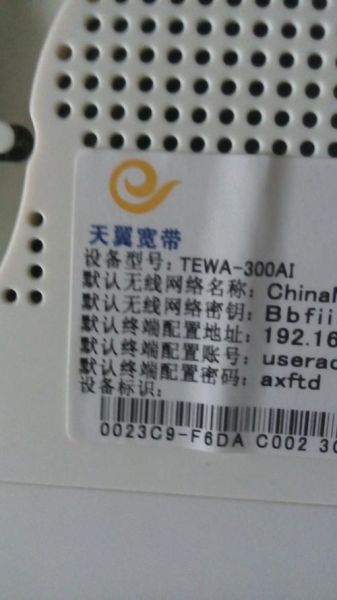 天翼宽带
设备型号: TEWA-300AI
默认无线网络名称: China
默认无线网络密钥: Bbfii
默认终端配置地址: 192.16
默认终端配置账号: userad
默认终端配置密码: axftd
设备标识:
0023C9-F6DA C002 30